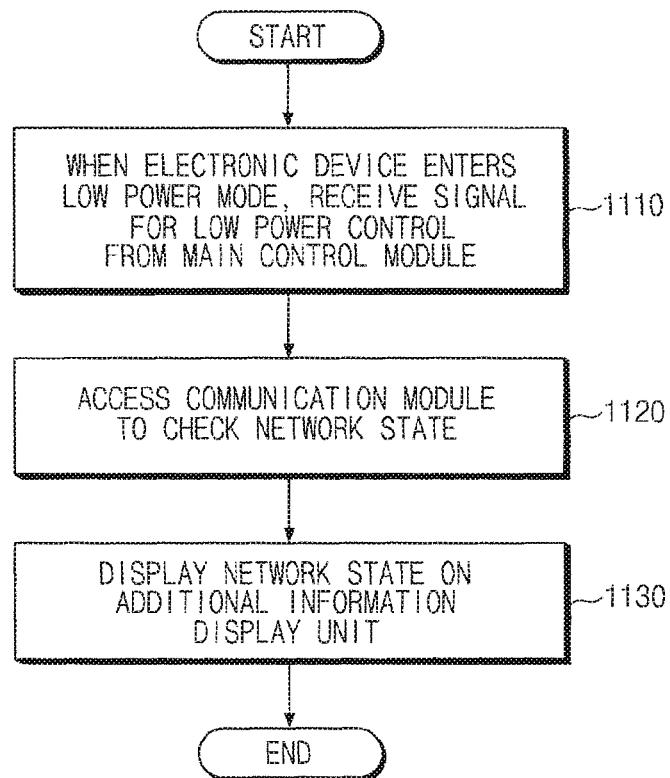 START
WHEN ELECTRONIC DEVICE ENTERS
LOW POWER MODE, RECEIVE SIGNAL
FOR LOW POWER CONTROL
FROM MAIN CONTROL MODULE
1110
ACCESS COMMUNICATION MODULE
TO CHECK NETWORK STATE
1120
DISPLAY NETWORK STATE ON
ADDITIONAL INFORMATION
DISPLAY UNIT
1130
END